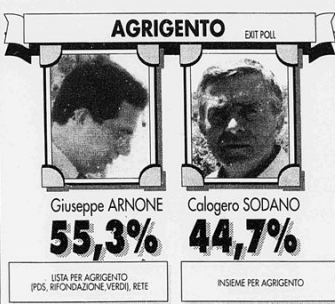 AGRIGENTO EXIT POLL
Giuseppe ARNONE Calogero SODANO
55,3% 44,7%
LISTA PER AGRIGENTO
(PDS, RIFONDAZIONE,VERDI), RETE
INSIEME PER AGRIGENTO